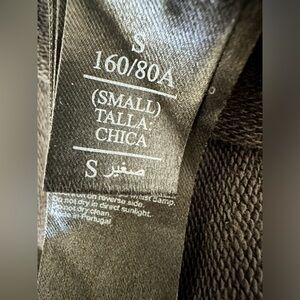 S
160/80A
(SMALL)
TALLA:
CHICA
S صغير
damp.
on reverse side.
Do not dry in direct sunlight.
Do not dry clean.
Made in Portugal